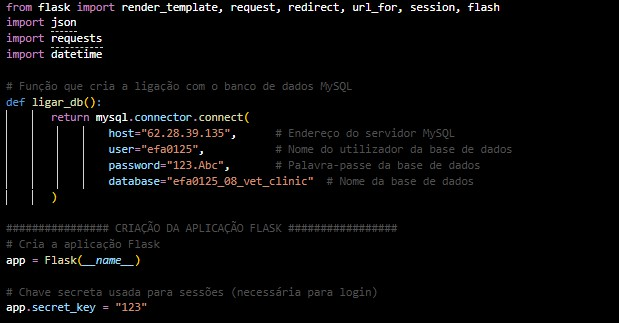 from flask import render_template, request, redirect, url_for, session, flash
import json
import requests
import datetime
# Função que cria a ligação com o banco de dados MySQL
def ligar_db():
return mysql.connector.connect(
host="62.28.39.135", # Endereço do servidor MySQL
user="efa0125", # Nome do utilizador da base de dados
password="123.Abc", # Palavra-passe da base de dados
database="efa0125_08_vet_clinic" # Nome da base de dados
)
################ CRIAÇÃO DA APLICAÇÃO FLASK #################
# Cria a aplicação Flask
app = Flask(__name__)
# Chave secreta usada para sessões (necessária para login)
app.secret_key = "123"